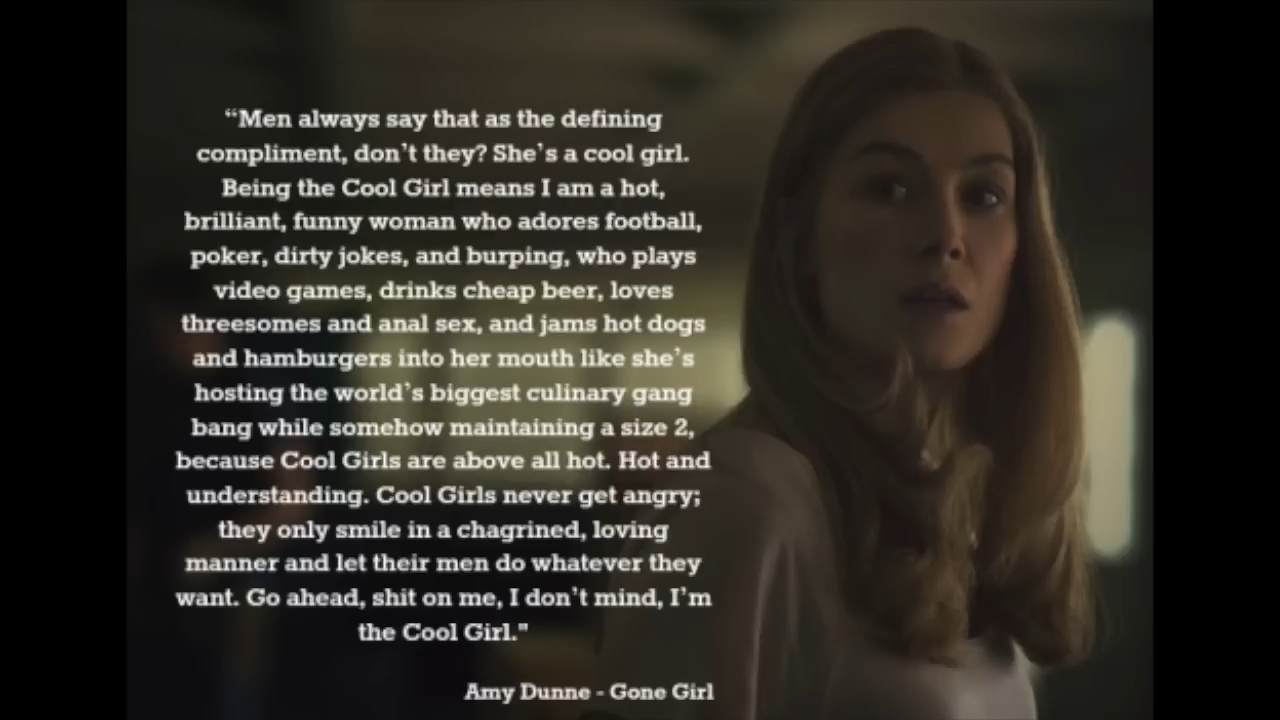 “Men always say that as the defining
compliment, don’t they? She’s a cool girl.
Being the Cool Girl means I am a hot,
brilliant, funny woman who adores football,
poker, dirty jokes, and burping, who plays
video games, drinks cheap beer, loves
threesomes and anal sex, and jams hot dogs
and hamburgers into her mouth like she’s
hosting the world’s biggest culinary gang
bang while somehow maintaining a size 2,
because Cool Girls are above all hot. Hot and
understanding. Cool Girls never get angry;
they only smile in a chagrined, loving
manner and let their men do whatever they
want. Go ahead, shit on me, I don’t mind, I’m
the Cool Girl."
Amy Dunne - Gone Girl